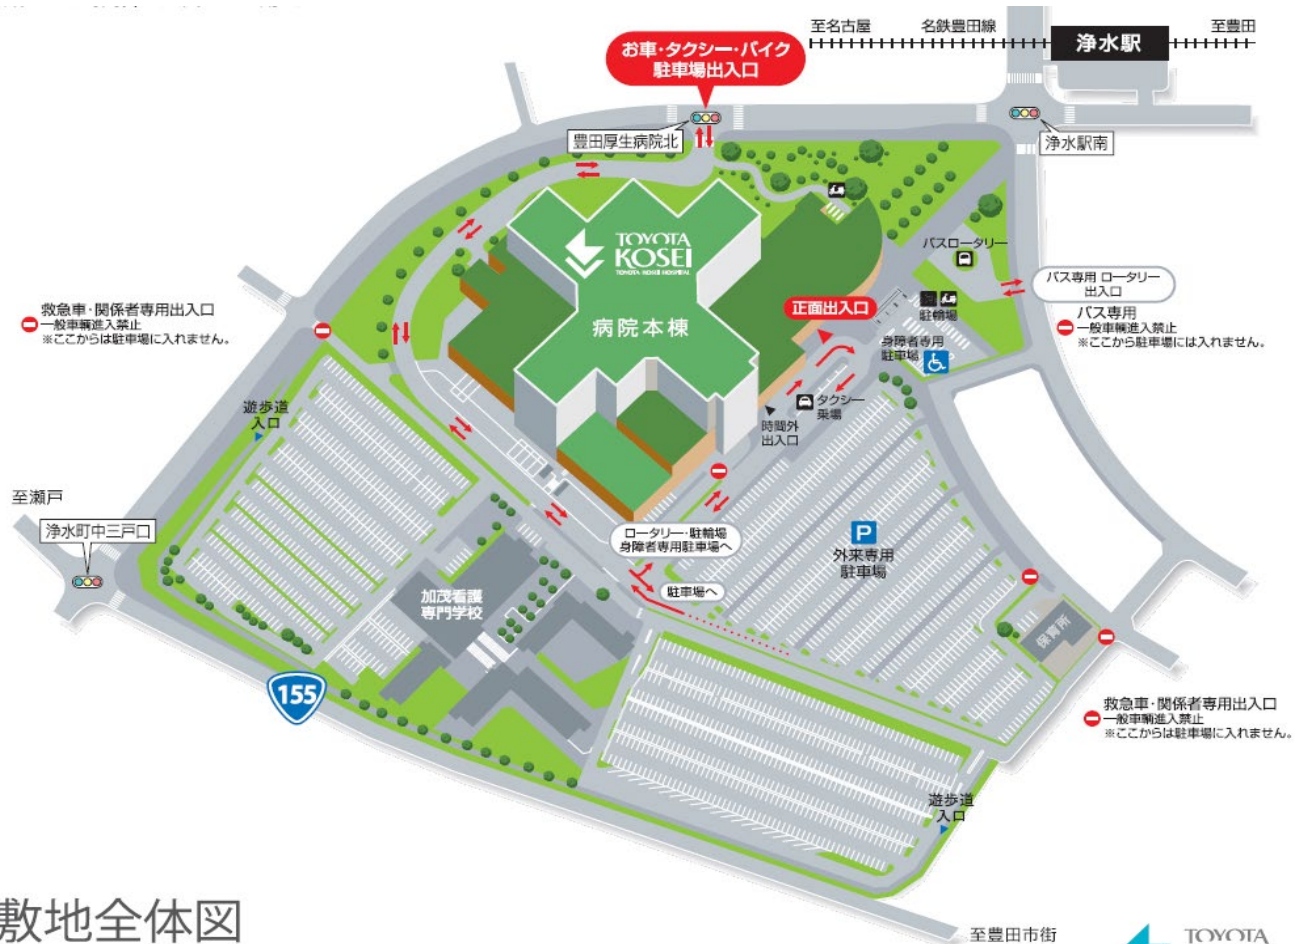 至名古屋
名鉄豊田線
至豊田
浄水駅
お車・タクシー・バイク
駐車場出入口
豊田厚生病院北
浄水駅南
TOYOTA
KOSEI
TOYOTA KOSEI HOSPITAL
病院本棟
バスロータリー
バス専用 ロータリー
出入口
バス専用
一般車輌進入禁止
※ここから駐車場には入れません。
正面出入口
駐輪場
身障者専用
駐車場
救急車・関係者専用出入口
一般車輌進入禁止
※ここからは駐車場に入れません。
タクシー
乗場
時間外
出入口
遊歩道
入口
至瀬戸
浄水町中三戸口
ロータリー・駐輪場
身障者専用駐車場へ
P
外来専用
駐車場
駐車場へ
加茂看護
専門学校
保育所
155
救急車・関係者専用出入口
一般車輌進入禁止
※ここからは駐車場に入れません。
遊歩道
入口
敷地全体図
至豊田市街
TOYOTA